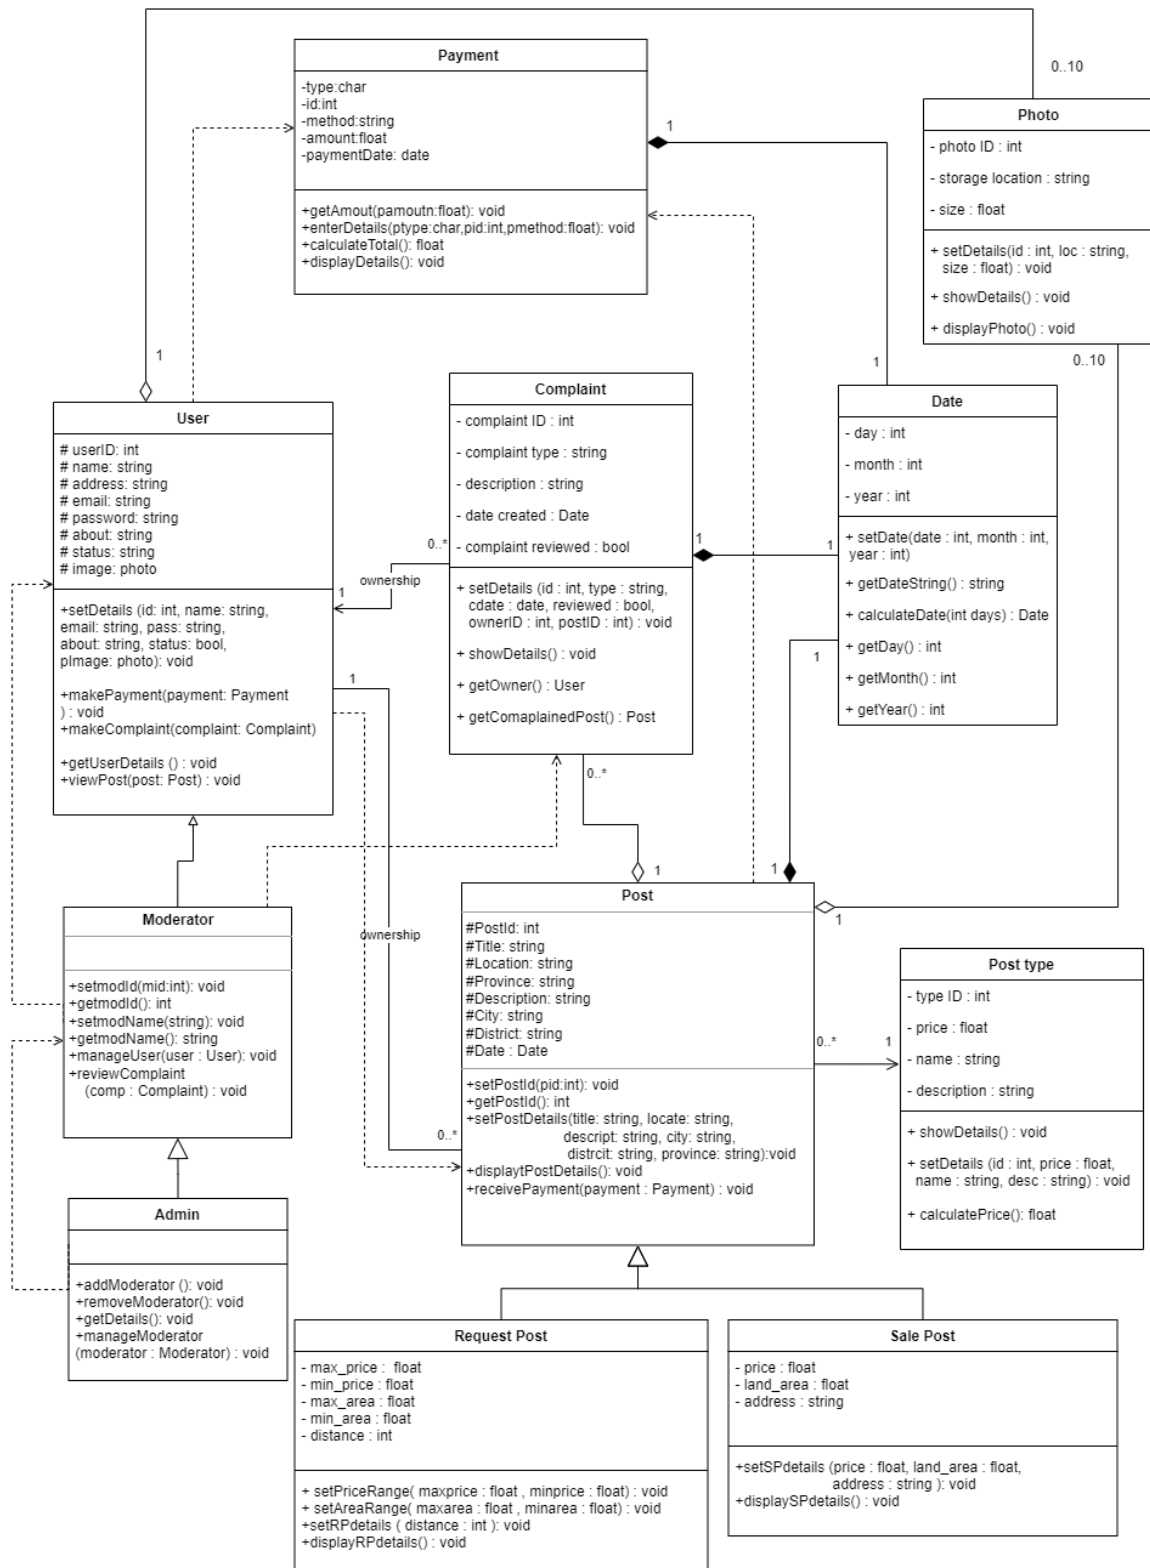 Payment
-type:char
-id:int
-method:string
-amount:float
-paymentDate: date
+getAmout(pamoutn:float): void
+enterDetails(ptype:char,pid:int,pmethod:float): void
+calculateTotal(): float
+displayDetails(): void
1
0..10
Photo
- photo ID : int
- storage location : string
- size : float
+ setDetails(id : int, loc : string,
size : float) : void
+ showDetails() : void
+ displayPhoto() : void
0..10
1
1
User
# userID: int
# name: string
# address: string
# email: string
# password: string
# about: string
# status: string
# image: photo
+setDetails (id: int, name: string,
email: string, pass: string,
about: string, status: bool,
pImage: photo): void
+makePayment(payment: Payment
) : void
+makeComplaint(complaint: Complaint)
+getUserDetails () : void
+viewPost(post: Post) : void
0..*
ownership
1
1
Complaint
- complaint ID : int
- complaint type : string
- description : string
- date created : Date
- complaint reviewed : bool
+ setDetails (id : int, type : string,
cdate : date, reviewed : bool,
ownerID : int, postID : int) : void
+ showDetails() : void
+ getOwner() : User
+ getComaplainedPost() : Post
1
1
Date
- day : int
- month : int
- year : int
+ setDate(date : int, month : int,
year : int)
+ getDateString() : string
+ calculateDate(int days) : Date
+ getDay() : int
+ getMonth() : int
+ getYear() : int
1
0..*
1
1
1
Moderator
+setmodId(mid:int): void
+getmodId(): int
+setmodName(string): void
+getmodName(): string
+manageUser(user : User): void
+reviewComplaint
(comp : Complaint) : void
ownership
0..*
Post
#PostId: int
#Title: string
#Location: string
#Province: string
#Description: string
#City: string
#District: string
#Date : Date
+setPostId(pid:int): void
+getPostId(): int
+setPostDetails(title: string, locate: string,
descript: string, city: string,
distrcit: string, province: string):void
+displaytPostDetails(): void
+receivePayment(payment : Payment) : void
0..*
1
Post type
- type ID : int
- price : float
- name : string
- description : string
+ showDetails() : void
+ setDetails (id : int, price : float,
name : string, desc : string) : void
+ calculatePrice(): float
Admin
+addModerator (): void
+removeModerator(): void
+getDetails(): void
+manageModerator
(moderator : Moderator) : void
Request Post
- max_price : float
- min_price : float
- max_area : float
- min_area : float
- distance : int
+ setPriceRange( maxprice : float , minprice : float) : void
+ setAreaRange( maxarea : float , minarea : float) : void
+setRPdetails ( distance : int ): void
+displayRPdetails() : void
Sale Post
- price : float
- land_area : float
- address : string
+setSPdetails (price : float, land_area : float,
address : string ): void
+displaySPdetails() : void